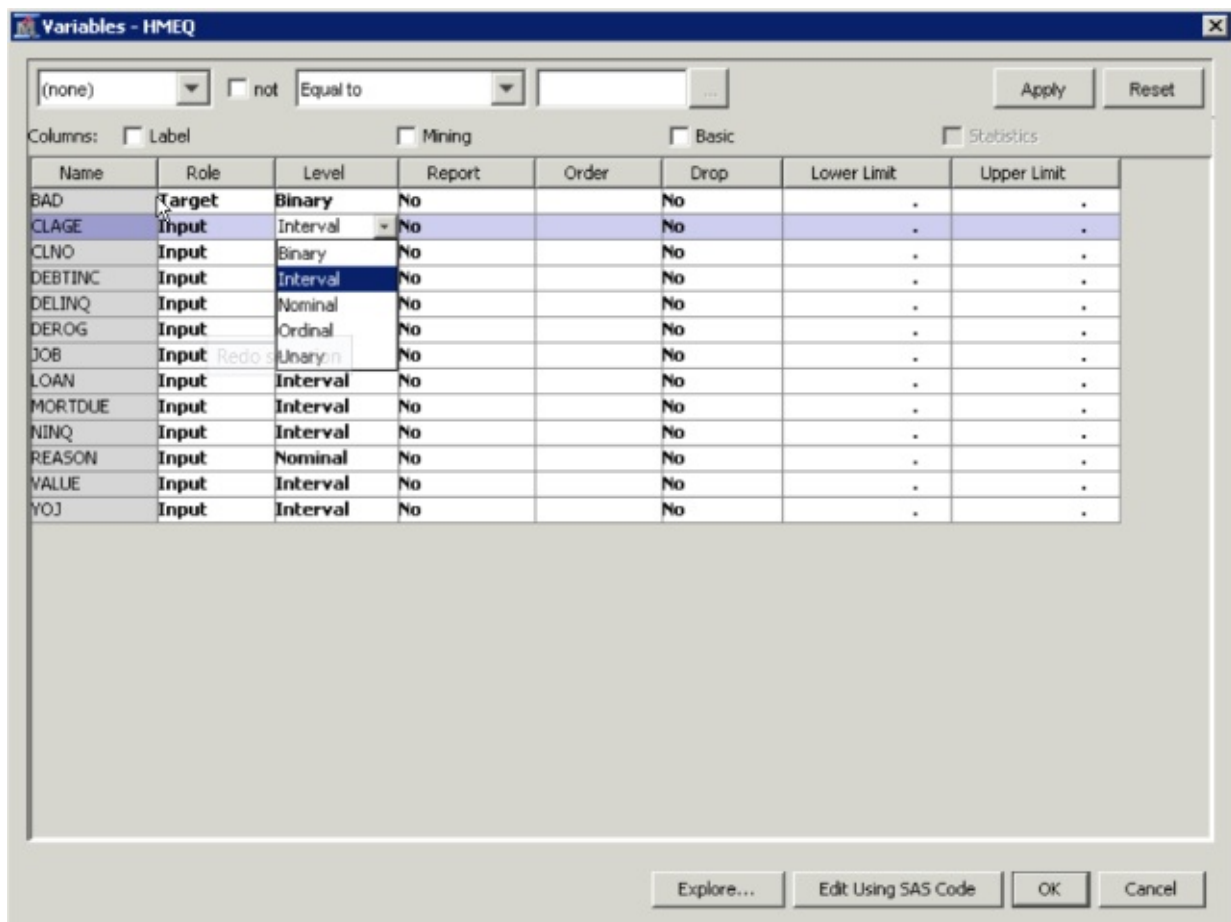 Variables - HMEQ
(none) not Equal to ... Apply Reset
Columns: Label Mining Basic Statistics
Name Role Level Report Order Drop Lower Limit Upper Limit
BAD Target Binary No No . .
CLAGE Input Interval No No . .
CLNO Input Binary No No . .
DEBTINC Input Interval No No . .
DELINQ Input Nominal No No . .
DEROG Input Ordinal No No . .
JOB Input Unary No No . .
LOAN Input Interval No No . .
MORTDUE Input Interval No No . .
NINQ Input Interval No No . .
REASON Input Nominal No No . .
VALUE Input Interval No No . .
YOJ Input Interval No No . .
Explore... Edit Using SAS Code OK Cancel